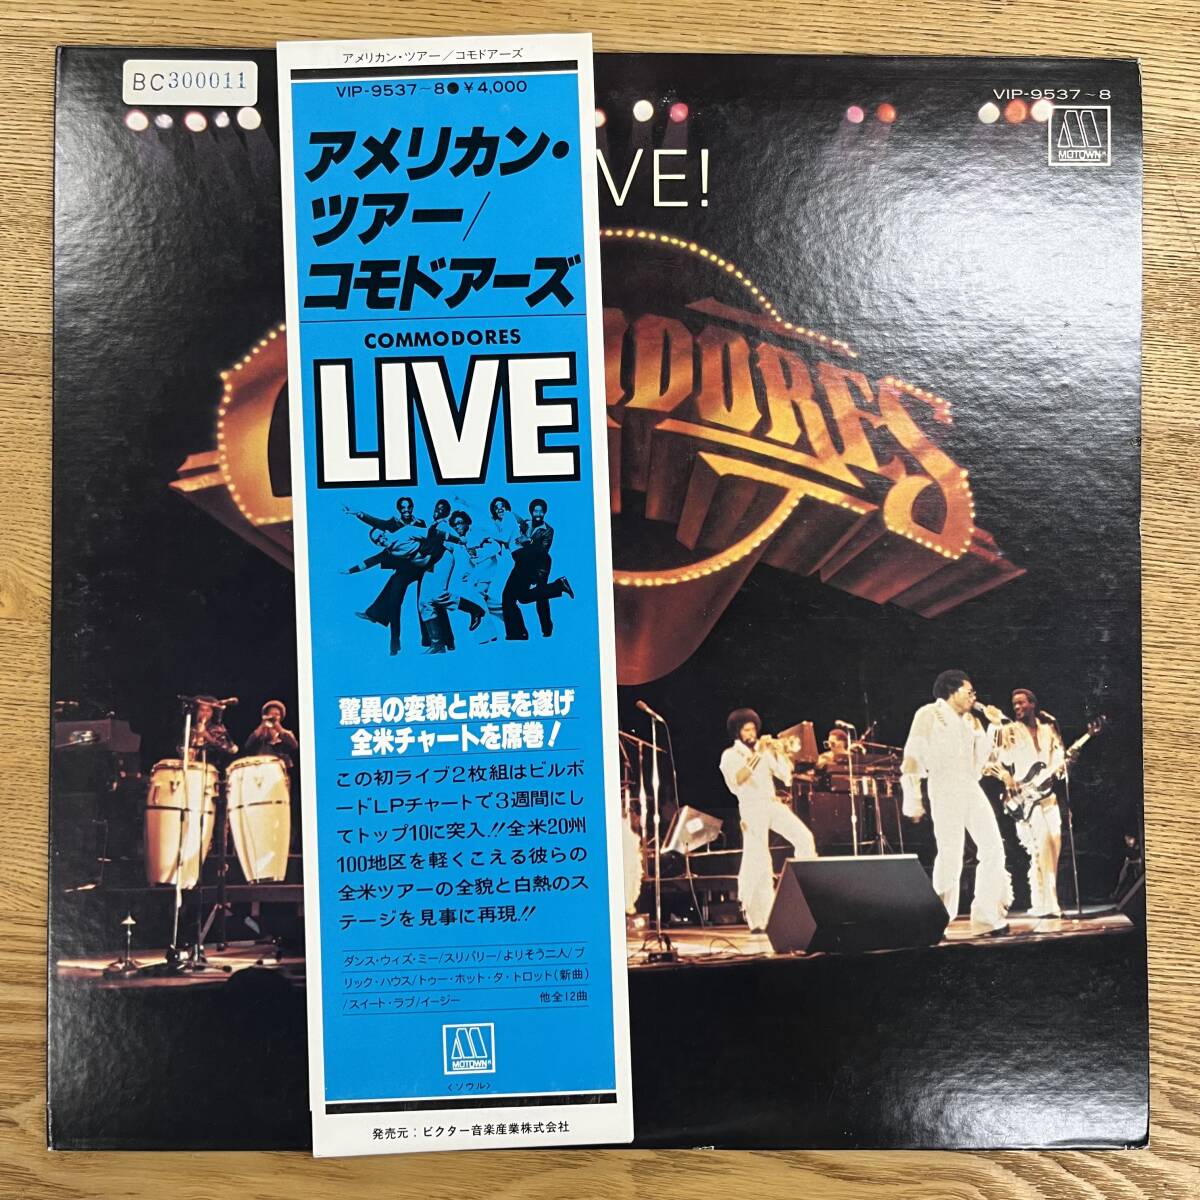 アメリカン・ツアー/コモドアーズ
BC300011
VIP-9537~8●¥4,000
VIP-9537~8
MOTOWN®
VE!
アメリカン・
ツアー/
コモドアーズ
COMMODORES
LIVE
驚異の変貌と成長を遂げ
全米チャートを席巻!
この初ライブ2枚組はビルボ
ードLPチャートで3週間にし
てトップ10に突入!!全米20州
100地区を軽くこえる彼らの
全米ツアーの全貌と白熱のス
テージを見事に再現!!
ダンス・ウィズ・ミー/スリパリー/よりそう二人/ブ
リック・ハウス/トゥー・ホット・ダ・トロット(新曲)
/スイート・ラブ/イージー 他全12曲
MOTOWN®
〈ソウル〉
発売元:ビクター音楽産業株式会社